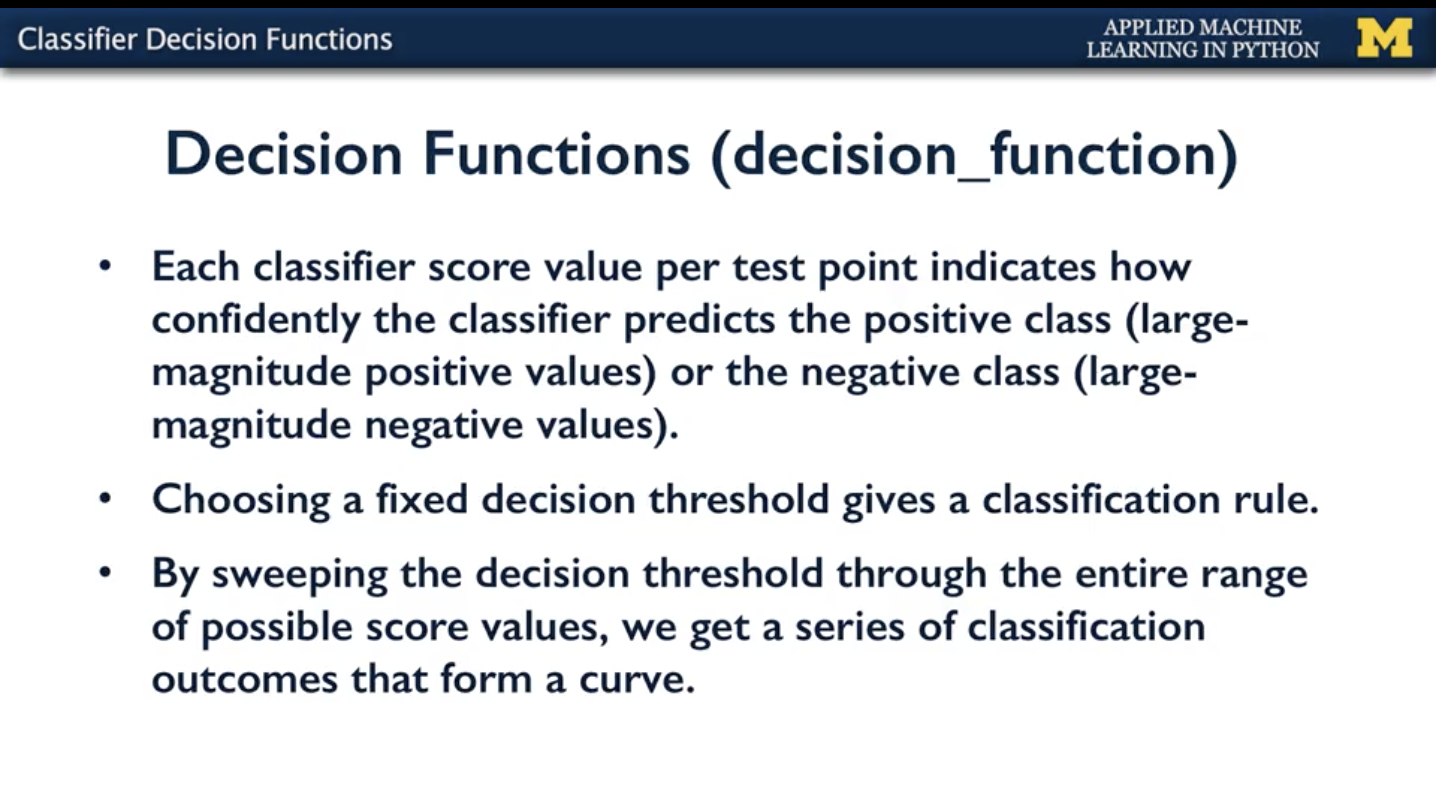 Classifier Decision Functions
APPLIED MACHINE
LEARNING IN PYTHON
M
Decision Functions (decision_function)
• Each classifier score value per test point indicates how
confidently the classifier predicts the positive class (large-
magnitude positive values) or the negative class (large-
magnitude negative values).
• Choosing a fixed decision threshold gives a classification rule.
• By sweeping the decision threshold through the entire range
of possible score values, we get a series of classification
outcomes that form a curve.